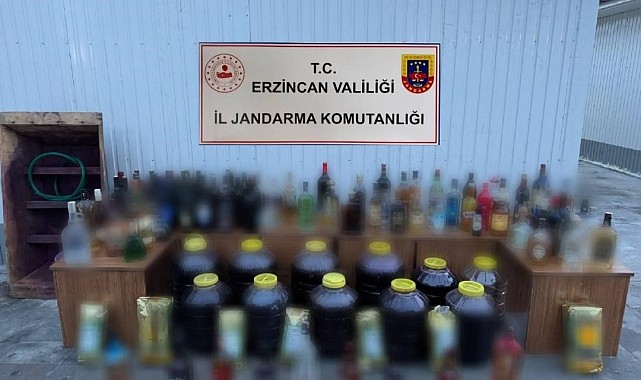 T.C.
ERZİNCAN VALİLİĞİ
İL JANDARMA KOMUTANLIĞI